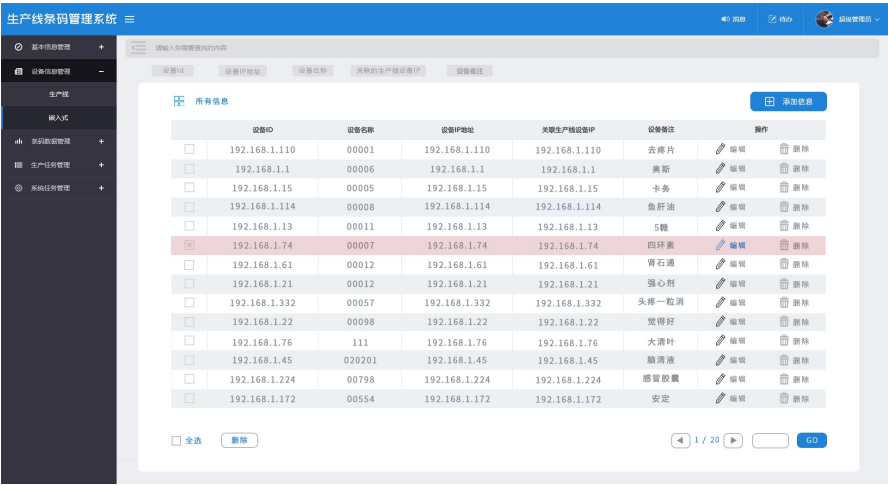 生产线条码管理系统 消息 待办 超级管理员
基本信息管理 +
设备信息管理 −
生产线
嵌入式
条码数据管理 +
生产任务管理 +
系统任务管理 +
请输入你需要查找的内容
设备Id 设备IP地址 设备名称 关联的生产线设备IP 设备备注
所有信息 添加信息
设备ID 设备名称 设备IP地址 关联生产线设备IP 设备备注 操作
192.168.1.110 00001 192.168.1.110 192.168.1.110 去疼片 编辑 删除
192.168.1.1 00006 192.168.1.1 192.168.1.1 奥斯 编辑 删除
192.168.1.15 00005 192.168.1.15 192.168.1.15 卡务 编辑 删除
192.168.1.114 00008 192.168.1.114 192.168.1.114 鱼肝油 编辑 删除
192.168.1.13 00011 192.168.1.13 192.168.1.13 5糖 编辑 删除
192.168.1.74 00007 192.168.1.74 192.168.1.74 四环素 编辑 删除
192.168.1.61 00012 192.168.1.61 192.168.1.61 肾石通 编辑 删除
192.168.1.21 00012 192.168.1.21 192.168.1.21 强心剂 编辑 删除
192.168.1.332 00057 192.168.1.332 192.168.1.332 头疼一粒消 编辑 删除
192.168.1.22 00098 192.168.1.22 192.168.1.22 觉得好 编辑 删除
192.168.1.76 111 192.168.1.76 192.168.1.76 大清叶 编辑 删除
192.168.1.45 020201 192.168.1.45 192.168.1.45 脑清液 编辑 删除
192.168.1.224 00798 192.168.1.224 192.168.1.224 感冒胶囊 编辑 删除
192.168.1.172 00554 192.168.1.172 192.168.1.172 安定 编辑 删除
全选 删除 1 / 20 GO